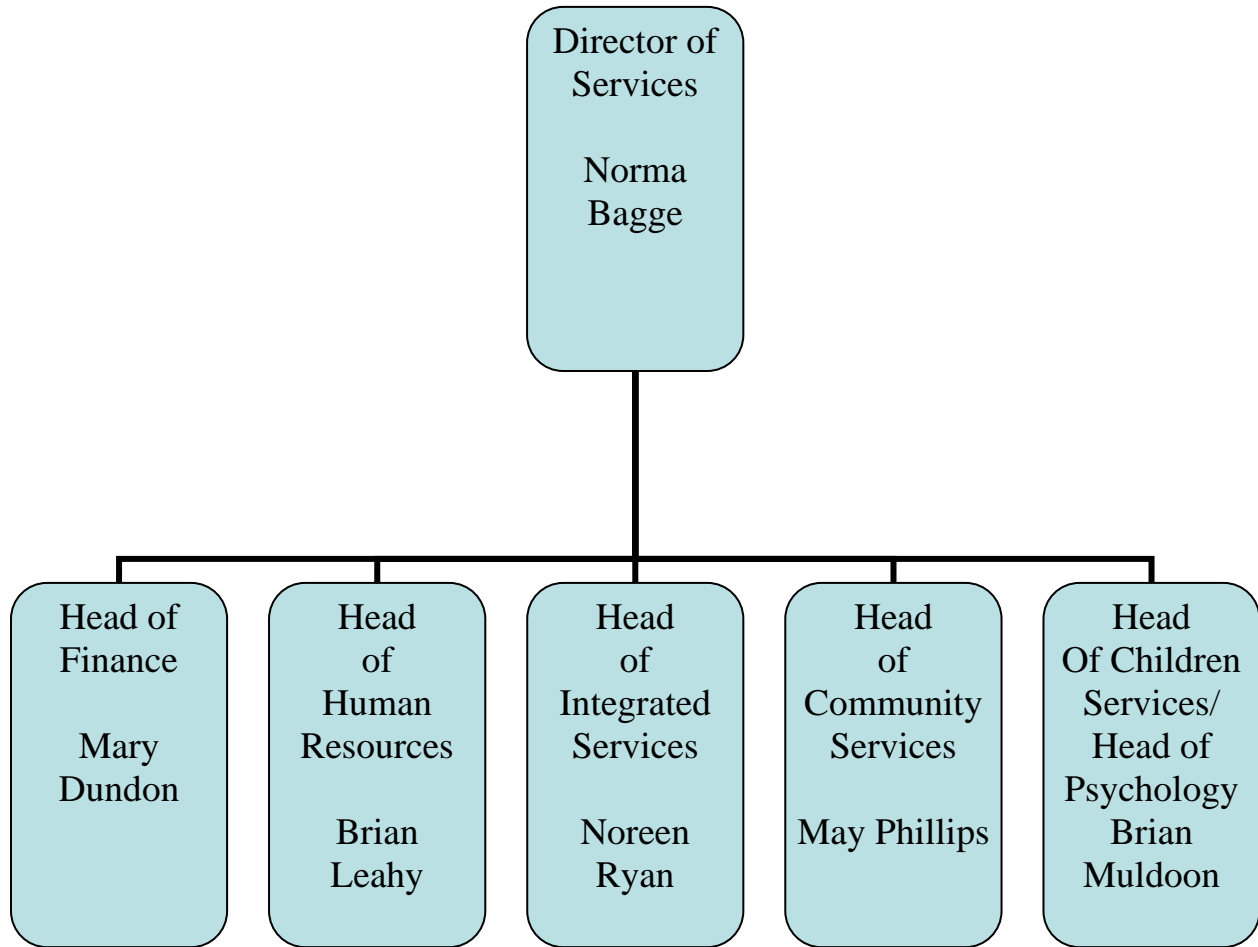 Director of
Services
Norma
Bagge
Head of
Finance
Mary
Dundon
Head
of
Human
Resources
Brian
Leahy
Head
of
Integrated
Services
Noreen
Ryan
Head
of
Community
Services
May Phillips
Head
Of Children
Services/
Head of
Psychology
Brian
Muldoon